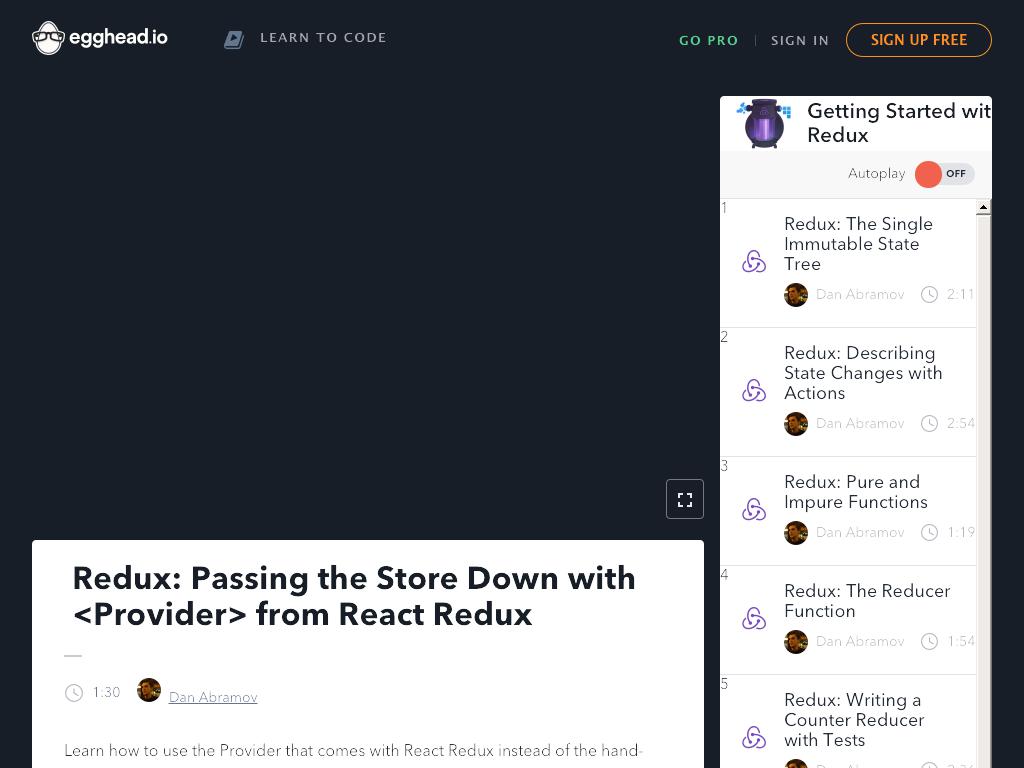 egghead.io
LEARN TO CODE
GO PRO
SIGN IN
SIGN UP FREE
Getting Started wit
Redux
Autoplay
OFF
1
Redux: The Single
Immutable State
Tree
Dan Abramov
2:11
2
Redux: Describing
State Changes with
Actions
Dan Abramov
2:54
3
Redux: Pure and
Impure Functions
Dan Abramov
1:19
4
Redux: The Reducer
Function
Dan Abramov
1:54
5
Redux: Writing a
Counter Reducer
with Tests
Redux: Passing the Store Down with
<Provider> from React Redux
1:30
Dan Abramov
Learn how to use the Provider that comes with React Redux instead of the hand-